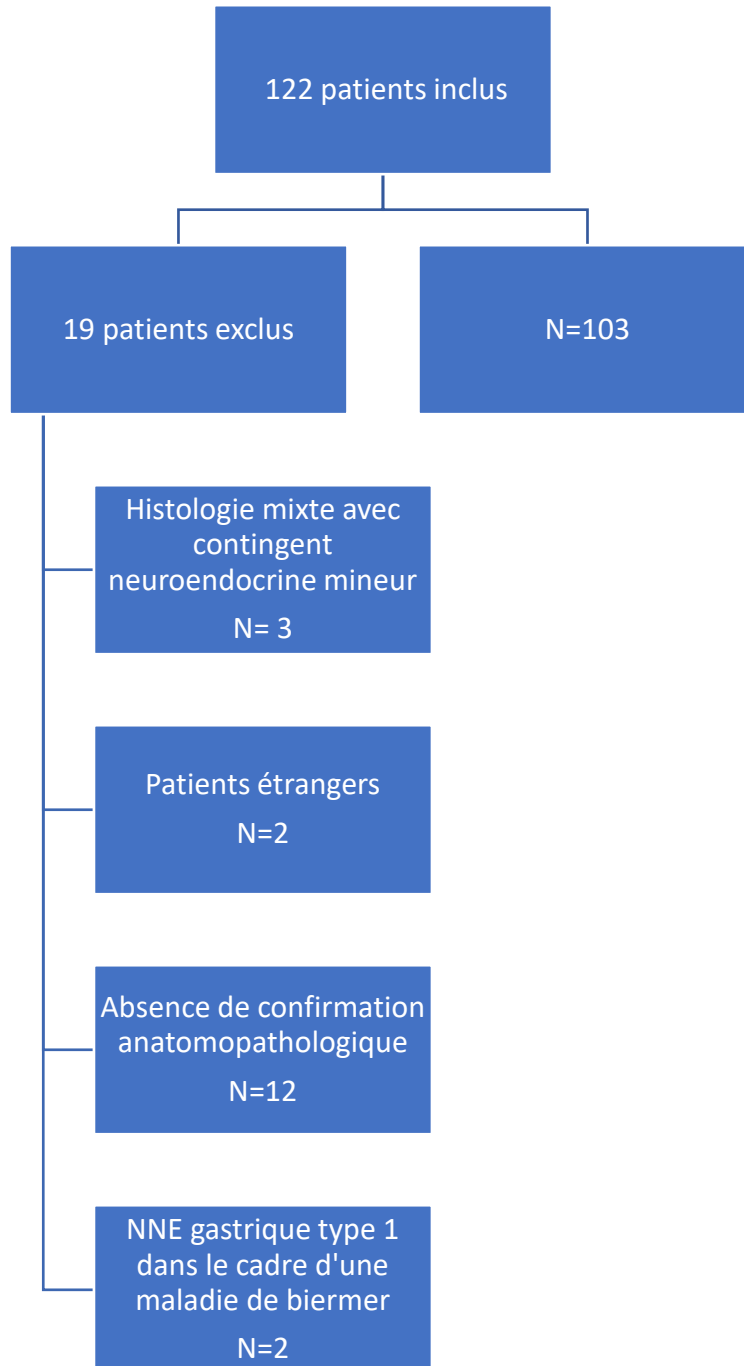 122 patients inclus
19 patients exclus
N=103
Histologie mixte avec
contingent
neuroendocrine mineur
N= 3
Patients étrangers
N=2
Absence de confirmation
anatomopathologique
N=12
NNE gastrique type 1
dans le cadre d'une
maladie de biermer
N=2